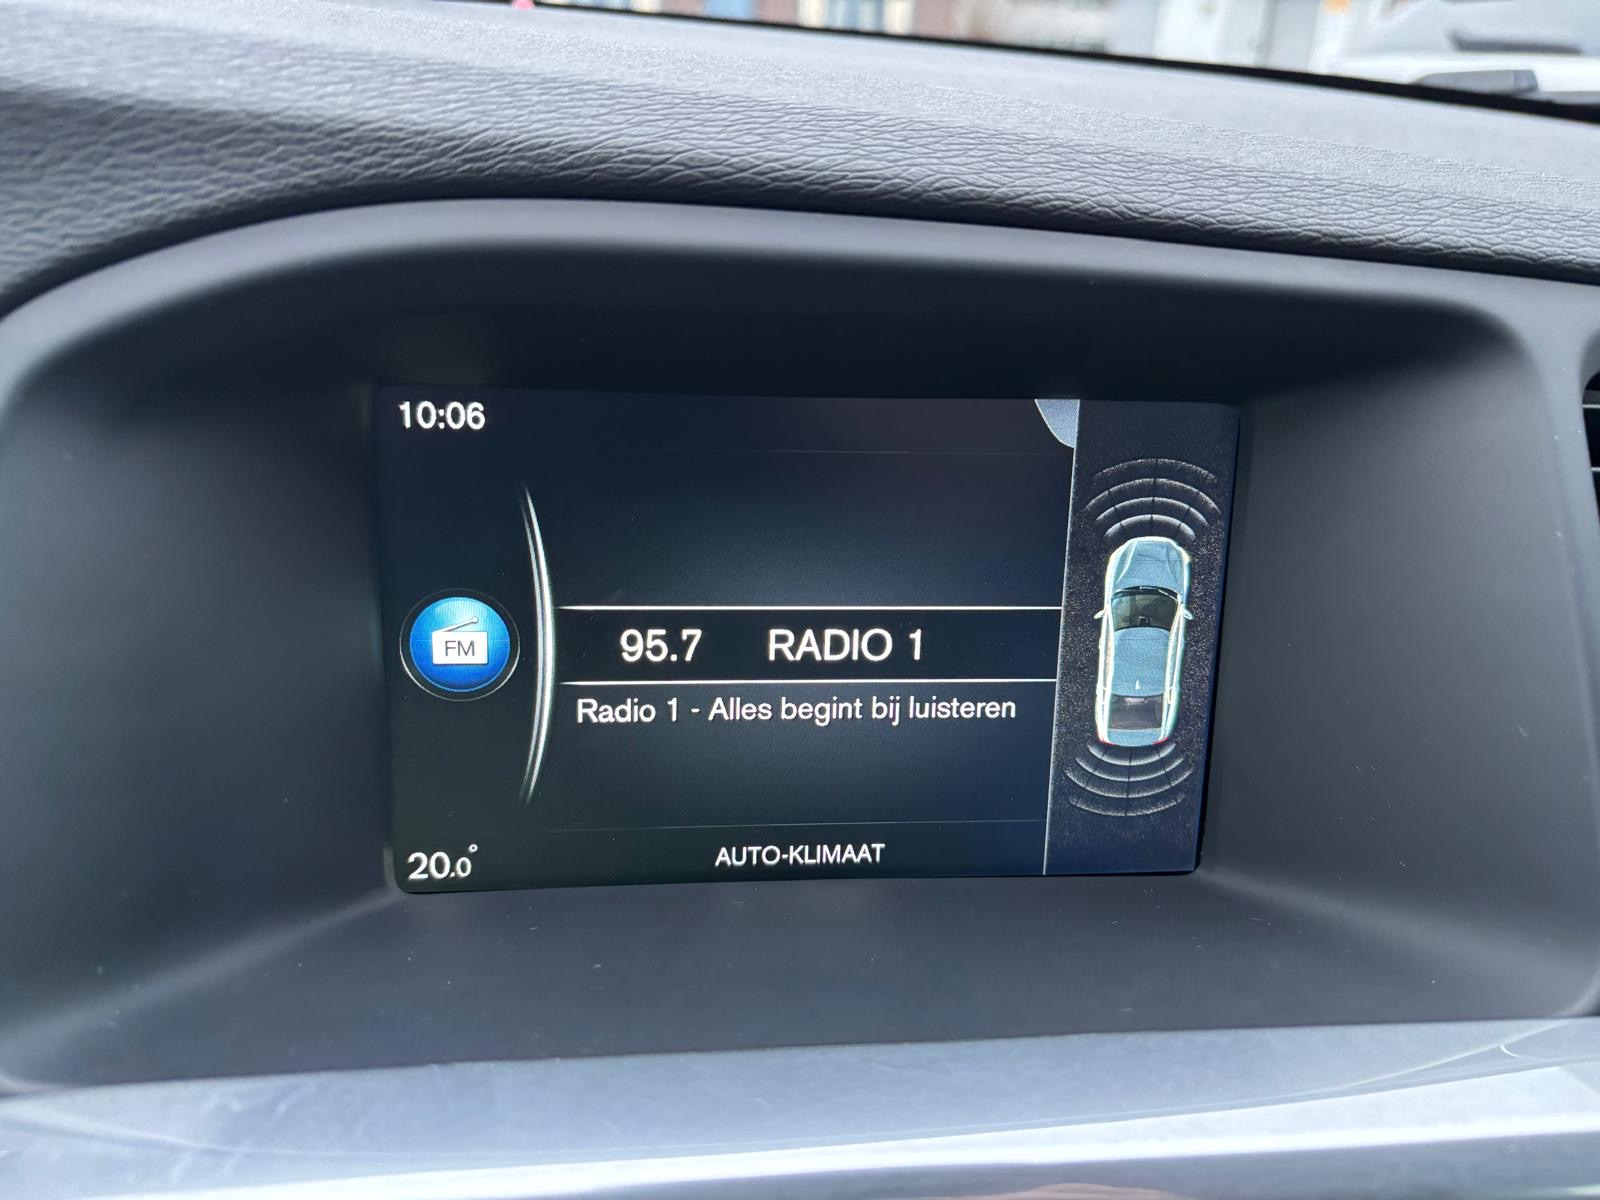 10:06
FM
95.7 RADIO 1
Radio 1 - Alles begint bij luisteren
20.0°
AUTO-KLIMAAT